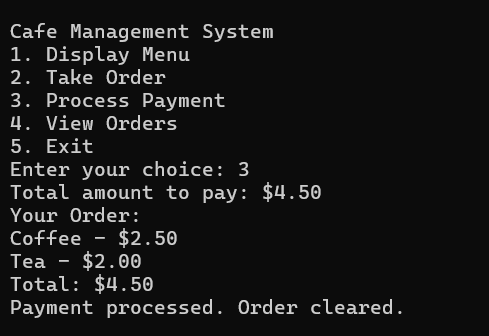 Cafe Management System
1. Display Menu
2. Take Order
3. Process Payment
4. View Orders
5. Exit
Enter your choice: 3
Total amount to pay: $4.50
Your Order:
Coffee - $2.50
Tea - $2.00
Total: $4.50
Payment processed. Order cleared.